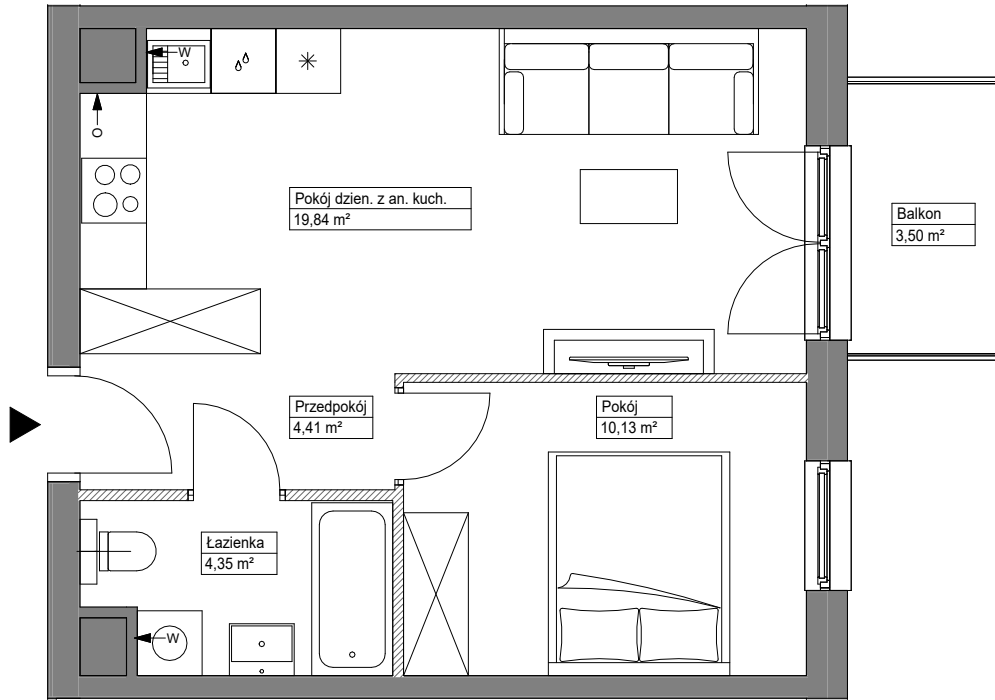 W
O
Pokój dzien. z an. kuch.
19,84 m²
Balkon
3,50 m²
Przedpokój
4,41 m²
Pokój
10,13 m²
Łazienka
4,35 m²
W